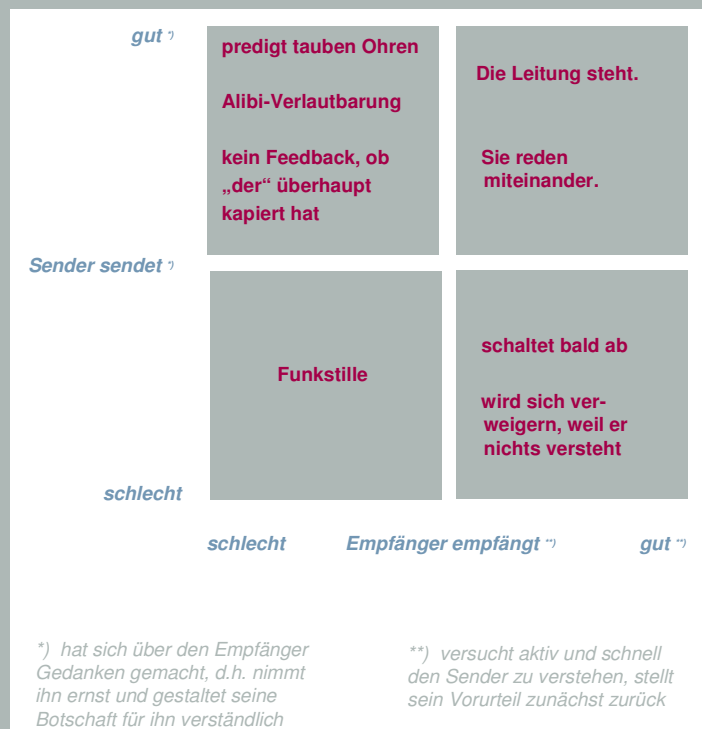 gut *)
predigt tauben Ohren
Alibi-Verlautbarung
kein Feedback, ob
„der“ überhaupt
kapiert hat
Die Leitung steht.
Sie reden
miteinander.
Sender sendet *)
Funkstille
schaltet bald ab
wird sich ver-
weigern, weil er
nichts versteht
schlecht
schlecht Empfänger empfängt **) gut **)
*) hat sich über den Empfänger
Gedanken gemacht, d.h. nimmt
ihn ernst und gestaltet seine
Botschaft für ihn verständlich
**) versucht aktiv und schnell
den Sender zu verstehen, stellt
sein Vorurteil zunächst zurück